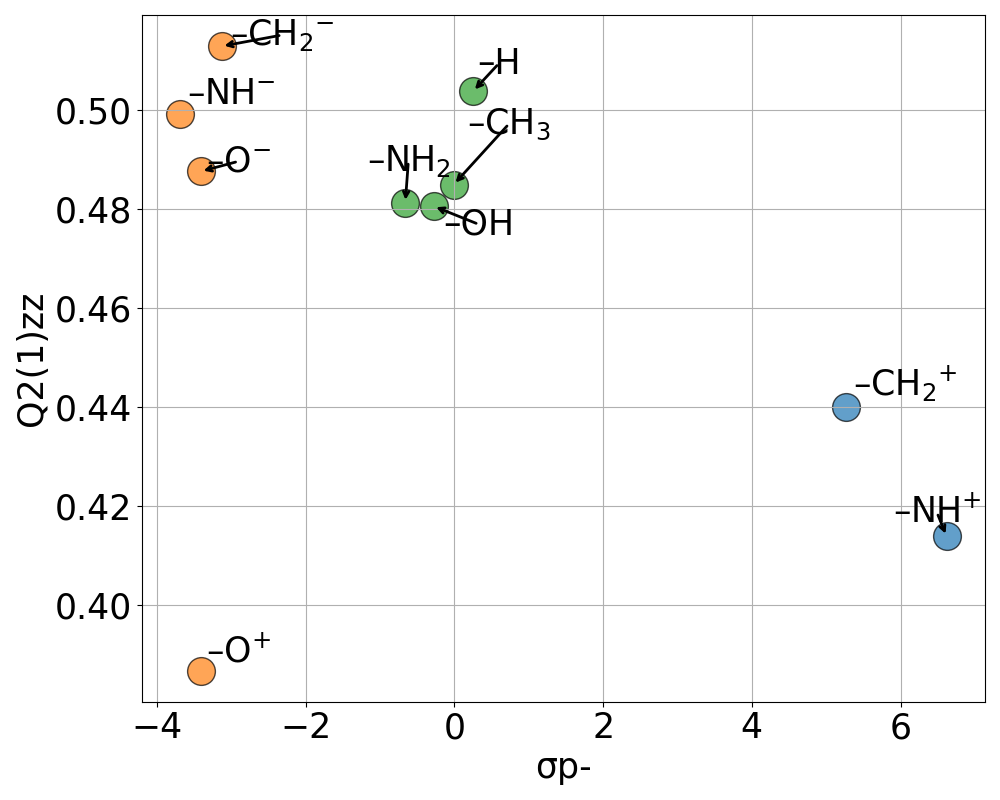 –CH₂⁻
–H
–NH⁻
–CH₃
–O⁻
–NH₂
–OH
–CH₂⁺
–NH⁺
–O⁺
Q2(1)zz
0.50
0.48
0.46
0.44
0.42
0.40
−4 −2 0 2 4 6
σp-